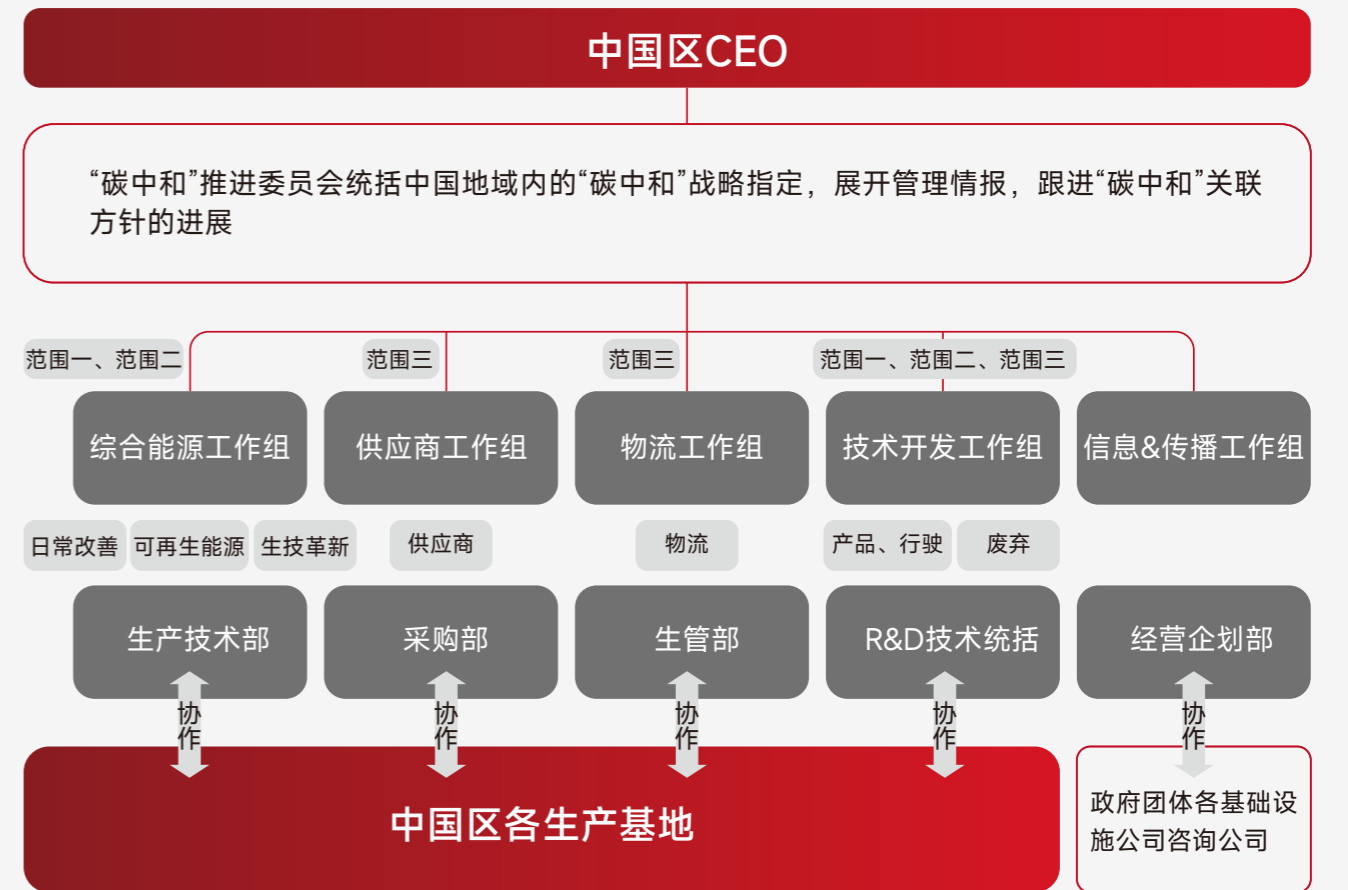 中国区CEO
“碳中和”推进委员会统括中国地域内的“碳中和”战略指定，展开管理情报，跟进“碳中和”关联
方针的进展
范围一、范围二
范围三
范围三
范围一、范围二、范围三
综合能源工作组
供应商工作组
物流工作组
技术开发工作组
信息&传播工作组
日常改善
可再生能源
生技革新
供应商
物流
产品、行驶
废弃
生产技术部
采购部
生管部
R&D技术统括
经营企划部
协作
协作
协作
协作
协作
中国区各生产基地
政府团体各基础设
施公司咨询公司